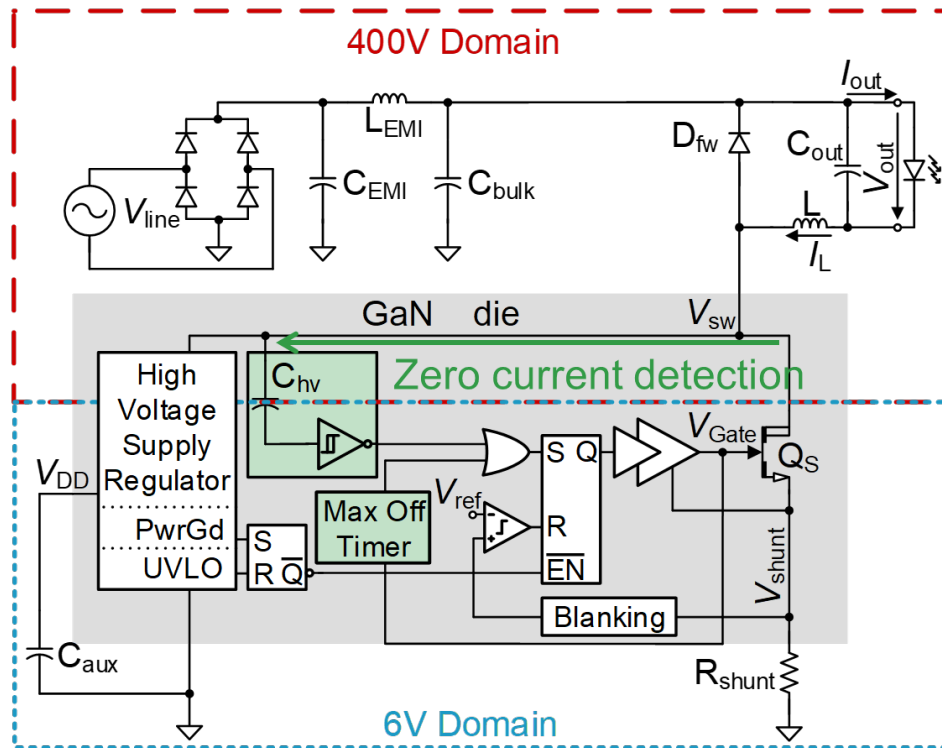 400V Domain
I_out
L_EMI
D_fw
C_out
V_out
C_EMI
C_bulk
V_line
L
I_L
GaN die
V_sw
High
Voltage
Supply
Regulator
PwrGd
UVLO
C_hv
Zero current detection
V_Gate
Q_S
V_DD
S Q
V_ref
R
EN
Max Off
Timer
S
R Q
V_shunt
Blanking
C_aux
R_shunt
6V Domain